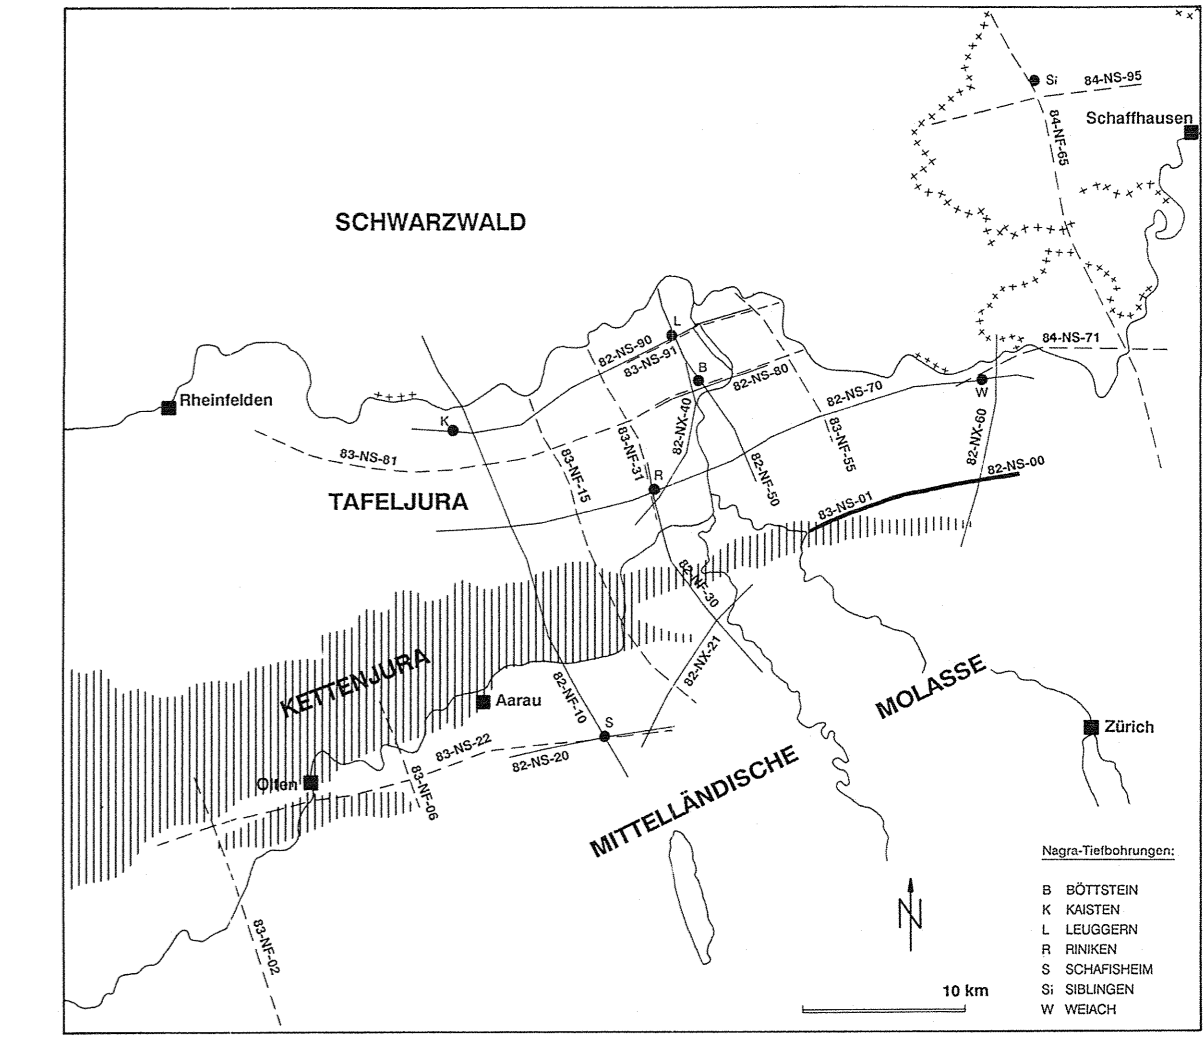 Si
84-NS-95
Schaffhausen
84-NF-65
SCHWARZWALD
L
82-NS-90
83-NS-91
84-NS-71
B
82-NS-80
Rheinfelden
82-NS-70
W
K
82-NX-40
83-NF-55
82-NX-60
83-NS-81
83-NF-31
83-NF-15
82-NF-50
R
82-NS-00
TAFELJURA
83-NS-01
82-NF-30
82-NX-21
KETTENJURA
MOLASSE
82-NF-10
Aarau
S
Zürich
83-NS-22
82-NS-20
Olten
83-NF-06
MITTELLÄNDISCHE
83-NF-02
N
Nagra-Tiefbohrungen:
B BÖTTSTEIN
K KAISTEN
L LEUGGERN
R RINIKEN
S SCHAFISHEIM
Si SIBLINGEN
W WEIACH
10 km